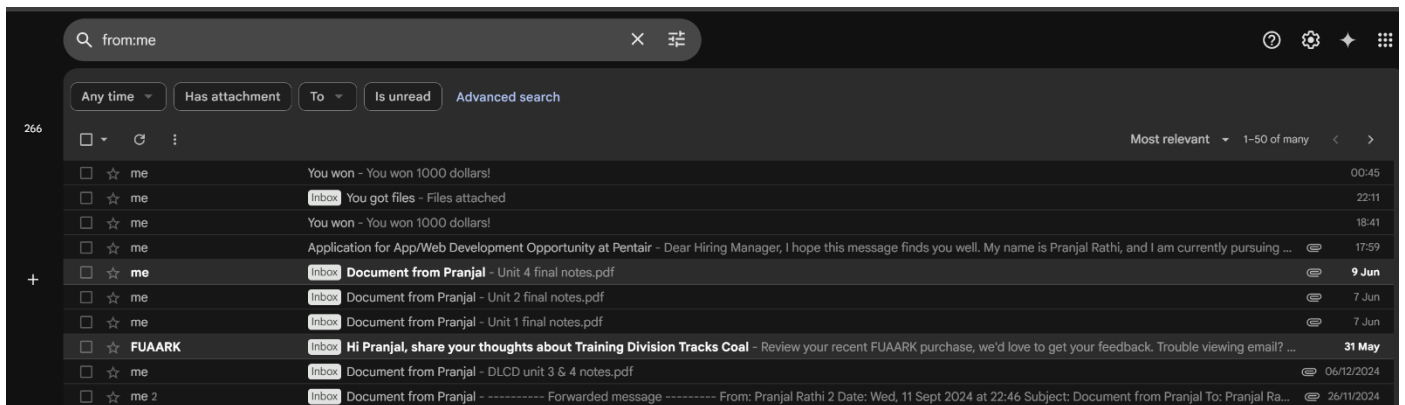 from:me
Any time Has attachment To Is unread Advanced search
266
Most relevant 1–50 of many
me You won - You won 1000 dollars! 00:45
me Inbox You got files - Files attached 22:11
me You won - You won 1000 dollars! 18:41
me Application for App/Web Development Opportunity at Pentair - Dear Hiring Manager, I hope this message finds you well. My name is Pranjal Rathi, and I am currently pursuing ... 17:59
me Inbox Document from Pranjal - Unit 4 final notes.pdf 9 Jun
me Inbox Document from Pranjal - Unit 2 final notes.pdf 7 Jun
me Inbox Document from Pranjal - Unit 1 final notes.pdf 7 Jun
FUAARK Inbox Hi Pranjal, share your thoughts about Training Division Tracks Coal - Review your recent FUAARK purchase, we'd love to get your feedback. Trouble viewing email? ... 31 May
me Inbox Document from Pranjal - DLCD unit 3 & 4 notes.pdf 06/12/2024
me 2 Inbox Document from Pranjal - ---------- Forwarded message --------- From: Pranjal Rathi 2 Date: Wed, 11 Sept 2024 at 22:46 Subject: Document from Pranjal To: Pranjal Ra... 26/11/2024